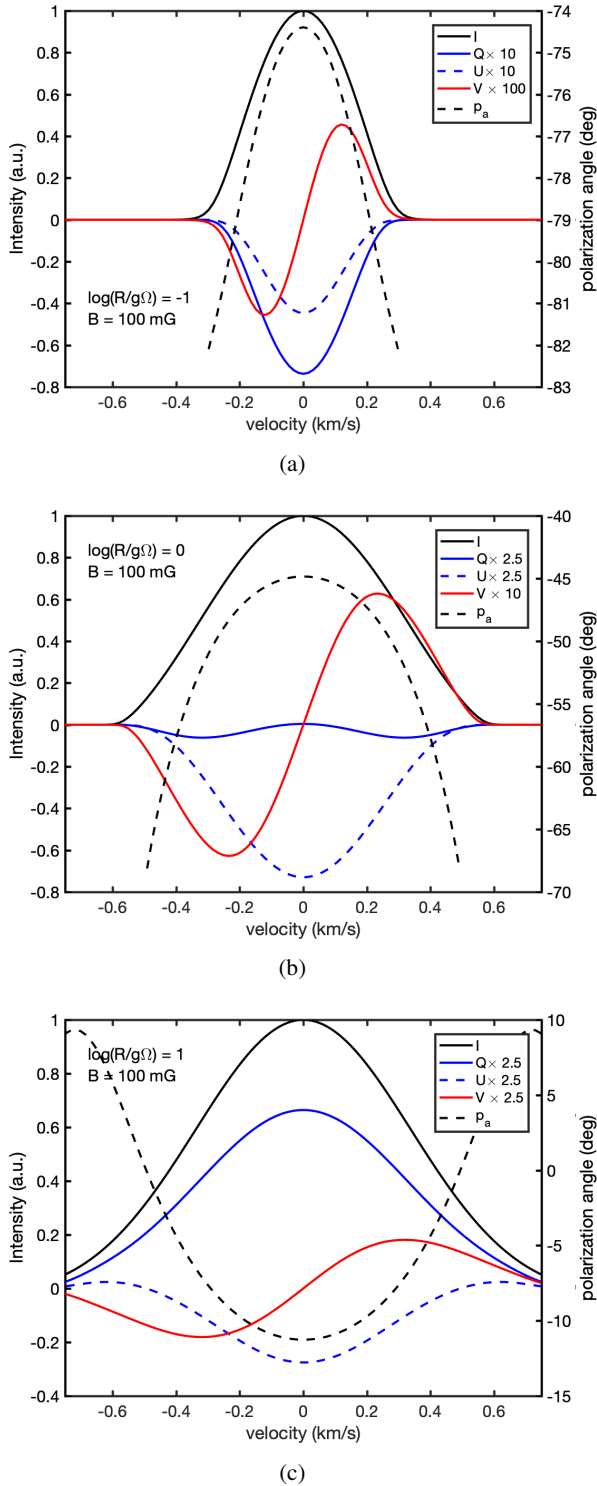 1
0.8
0.6
0.4
0.2
0
-0.2
-0.4
-0.6
-0.8
Intensity (a.u.)
I
Q× 10
U× 10
V × 100
pa
log(R/gΩ) = -1
B = 100 mG
-74
-75
-76
-77
-78
-79
-80
-81
-82
-83
polarization angle (deg)
-0.6 -0.4 -0.2 0 0.2 0.4 0.6
velocity (km/s)
(a)
1
0.8
0.6
0.4
0.2
0
-0.2
-0.4
-0.6
-0.8
Intensity (a.u.)
log(R/gΩ) = 0
B = 100 mG
I
Q× 2.5
U× 2.5
V × 10
pa
-40
-45
-50
-55
-60
-65
-70
polarization angle (deg)
-0.6 -0.4 -0.2 0 0.2 0.4 0.6
velocity (km/s)
(b)
1
0.8
0.6
0.4
0.2
0
-0.2
-0.4
Intensity (a.u.)
log(R/gΩ) = 1
B = 100 mG
I
Q× 2.5
U× 2.5
V × 2.5
pa
10
5
0
-5
-10
-15
polarization angle (deg)
-0.6 -0.4 -0.2 0 0.2 0.4 0.6
velocity (km/s)
(c)